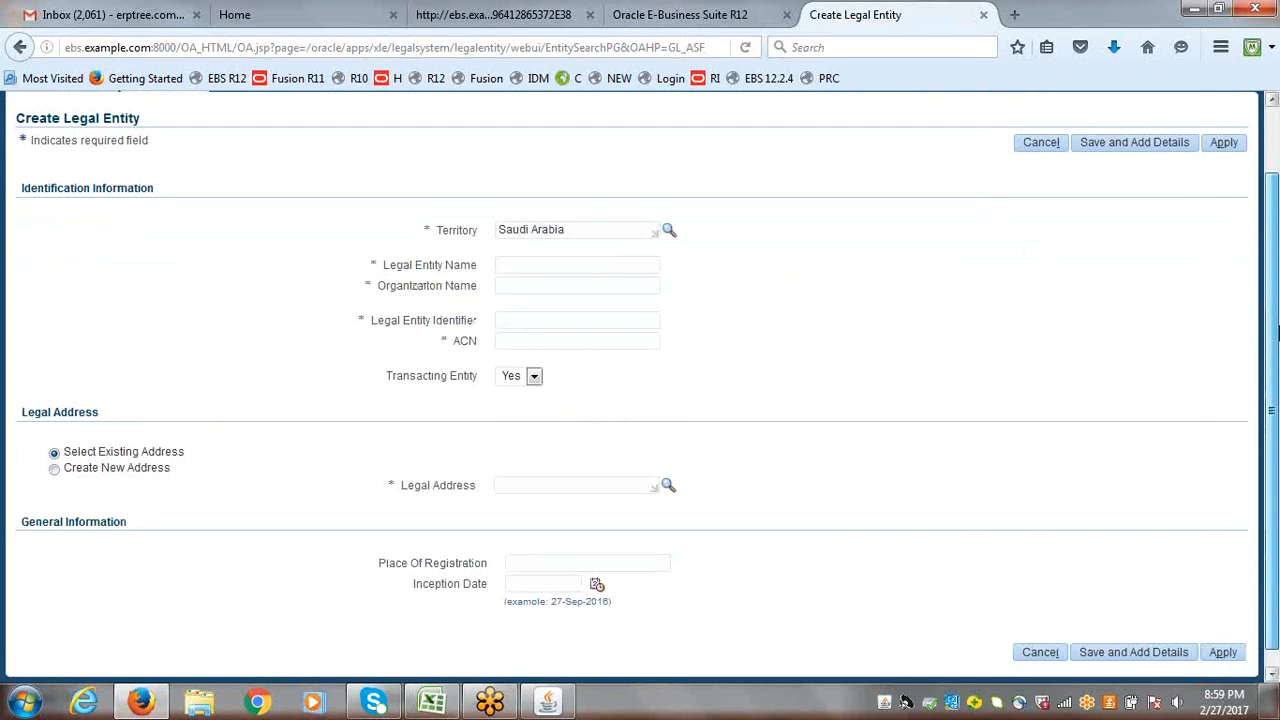 Inbox (2,061) - erptree.com...
Home
http://ebs.exa...96412865372E38
Oracle E-Business Suite R12
Create Legal Entity
ebs.example.com:8000/OA_HTML/OA.jsp?page=/oracle/apps/xle/legalsystem/legalentity/webui/EntitySearchPG&OAHP=GL_ASF
Search
Most Visited Getting Started EBS R12 Fusion R11 R10 H R12 Fusion IDM C NEW Login RI EBS 12.2.4 PRC
Create Legal Entity
* Indicates required field
Cancel Save and Add Details Apply
Identification Information
* Territory Saudi Arabia
* Legal Entity Name
* Organization Name
* Legal Entity Identifier
* ACN
Transacting Entity Yes
Legal Address
Select Existing Address
Create New Address
* Legal Address
General Information
Place Of Registration
Inception Date
(example: 27-Sep-2016)
Cancel Save and Add Details Apply
8:59 PM
2/27/2017